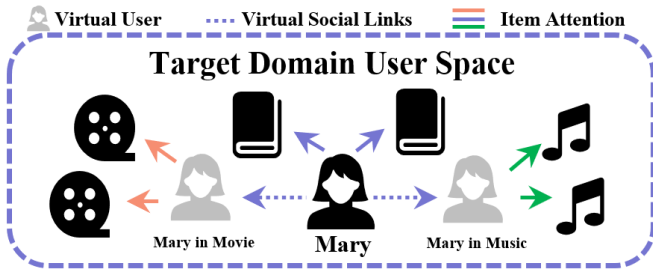 Virtual User
Virtual Social Links
Item Attention
Target Domain User Space
Mary in Movie
Mary
Mary in Music